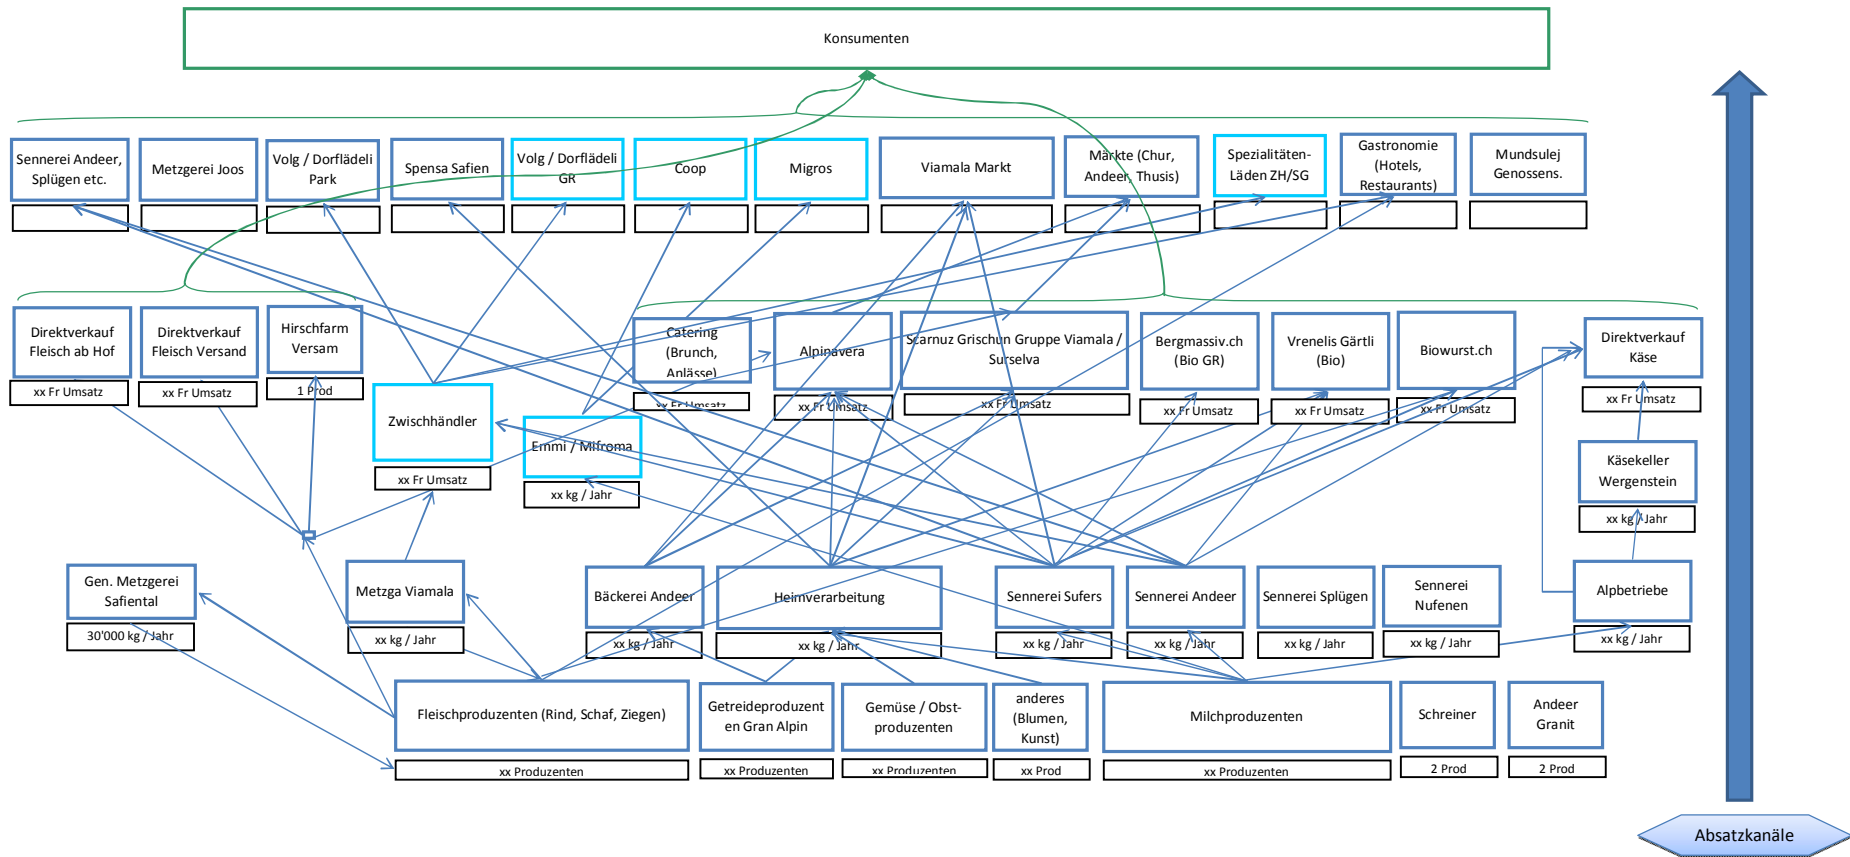 Konsumenten
Sennerei Andeer,
Splügen etc.
Metzgerei Joos
Volg / Dorflädeli
Park
Spensa Safien
Volg / Dorflädeli
GR
Coop
Migros
Viamala Markt
Märkte (Chur,
Andeer, Thusis)
Spezialitäten-
Läden ZH/SG
Gastronomie
(Hotels,
Restaurants)
Mundsulej
Genossens.
Direktverkauf
Fleisch ab Hof
xx Fr Umsatz
Direktverkauf
Fleisch Versand
xx Fr Umsatz
Hirschfarm
Versam
1 Prod
Zwischhändler
xx Fr Umsatz
Emmi / Mifroma
xx kg / Jahr
Catering
(Brunch,
Anlässe)
xx Fr Umsatz
Alpinavera
xx Fr Umsatz
Scarnuz Grischun Gruppe Viamala /
Surselva
xx Fr Umsatz
Bergmassiv.ch
(Bio GR)
xx Fr Umsatz
Vrenelis Gärtli
(Bio)
xx Fr Umsatz
Biowurst.ch
xx Fr Umsatz
Direktverkauf
Käse
xx Fr Umsatz
Käsekeller
Wergenstein
xx kg / Jahr
Gen. Metzgerei
Safiental
30'000 kg / Jahr
Metzga Viamala
xx kg / Jahr
Bäckerei Andeer
xx kg / Jahr
Heimverarbeitung
xx kg / Jahr
Sennerei Sufers
xx kg / Jahr
Sennerei Andeer
xx kg / Jahr
Sennerei Splügen
xx kg / Jahr
Sennerei
Nufenen
xx kg / Jahr
Alpbetriebe
xx kg / Jahr
Fleischproduzenten (Rind, Schaf, Ziegen)
xx Produzenten
Getreideproduzent
en Gran Alpin
xx Produzenten
Gemüse / Obst-
produzenten
xx Produzenten
anderes
(Blumen,
Kunst)
xx Prod
Milchproduzenten
xx Produzenten
Schreiner
2 Prod
Andeer
Granit
2 Prod
Absatzkanäle